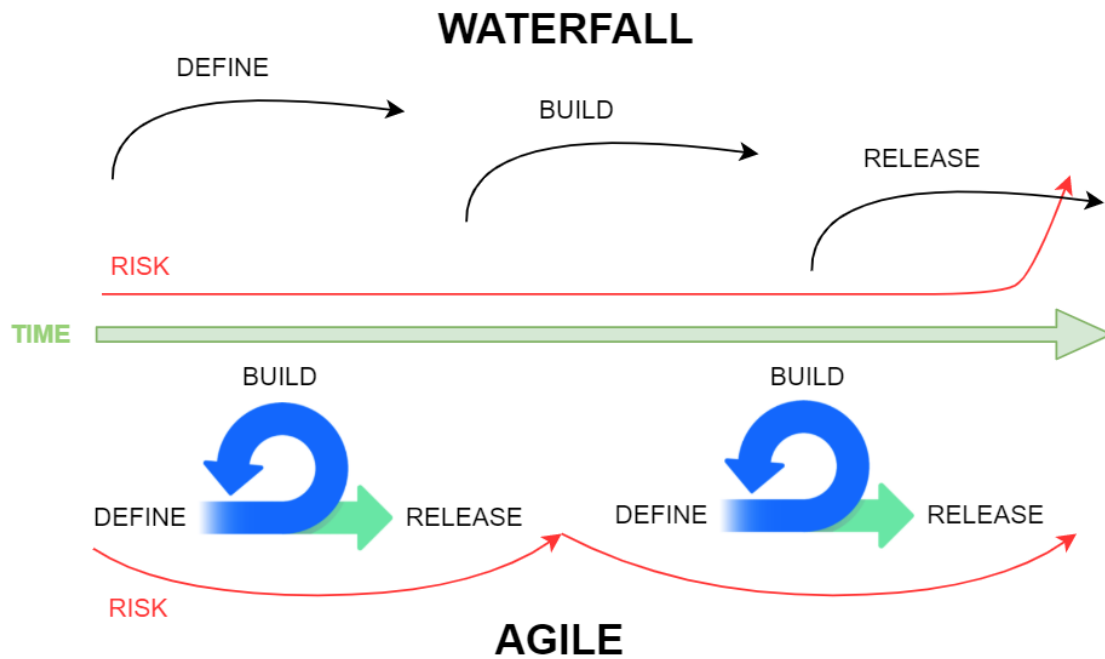 WATERFALL
DEFINE
BUILD
RELEASE
RISK
TIME
BUILD
BUILD
DEFINE
RELEASE
DEFINE
RELEASE
RISK
AGILE